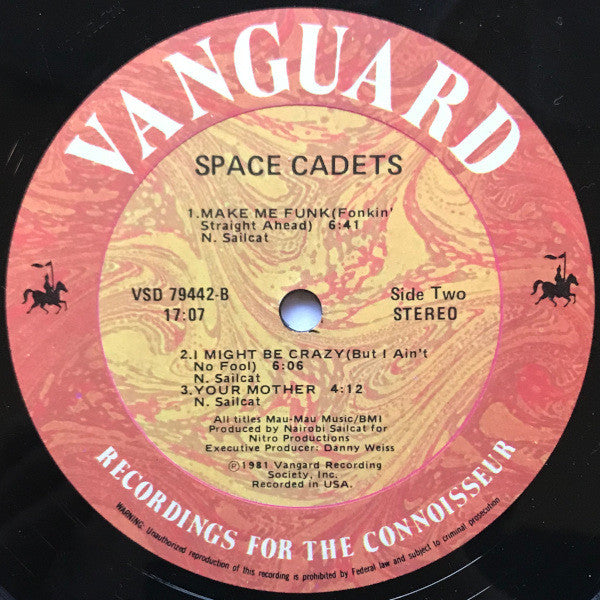 VANGUARD
SPACE CADETS
1.MAKE ME FUNK(Fonkin'
Straight Ahead) 6:41
N. Sailcat
VSD 79442-B
17:07
Side Two
STEREO
2.I MIGHT BE CRAZY(But I Ain't
No Fool) 6:06
N. Sailcat
3.YOUR MOTHER 4:12
N. Sailcat
All titles Mau-Mau Music/BMI
Produced by Nairobi Sailcat for
Nitro Productions
Executive Producer: Danny Weiss
℗1981 Vangard Recording
Society, Inc.
Recorded in USA.
RECORDINGS FOR THE CONNOISSEUR
WARNING: Unauthorized reproduction of this recording is prohibited by Federal law and subject to criminal prosecution